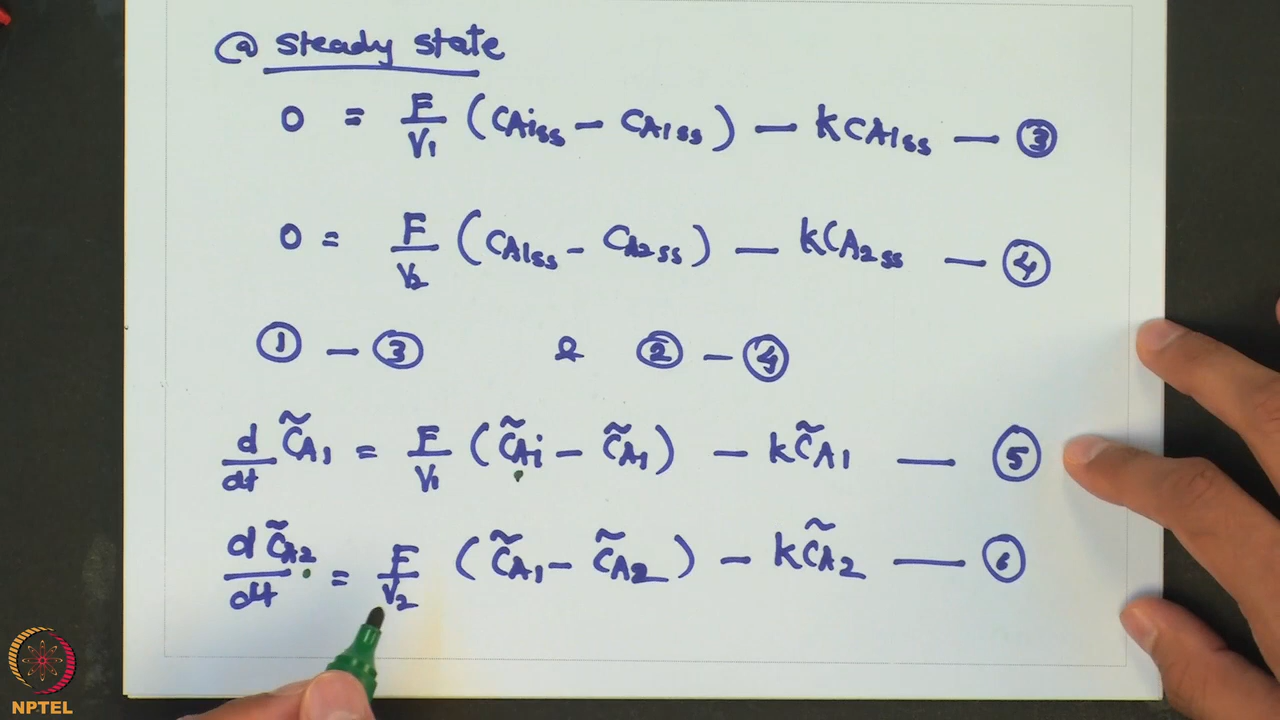 @ steady state
0 = F/V1 (CAiss - CA1ss) - kCA1ss - ③
0 = F/V2 (CA1ss - CA2ss) - kCA2ss - ④
① - ③ & ② - ④
d/dt C̃A1 = F/V1 (C̃Ai - C̃A1) - kC̃A1 - ⑤
dC̃A2/dt = F/V2 (C̃A1 - C̃A2) - kC̃A2 - ⑥
NPTEL